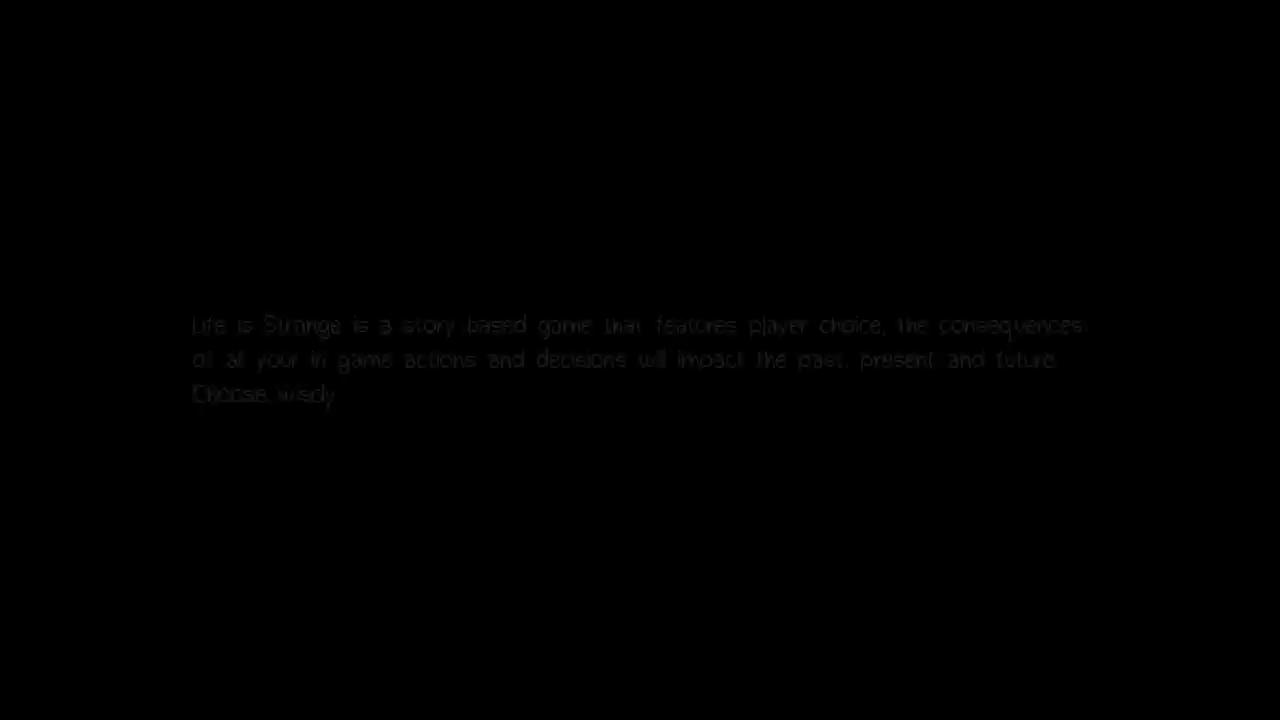 Life is Strange is a story based game that features player choice, the consequences
of all your in game actions and decisions will impact the past, present and future.
Choose wisely